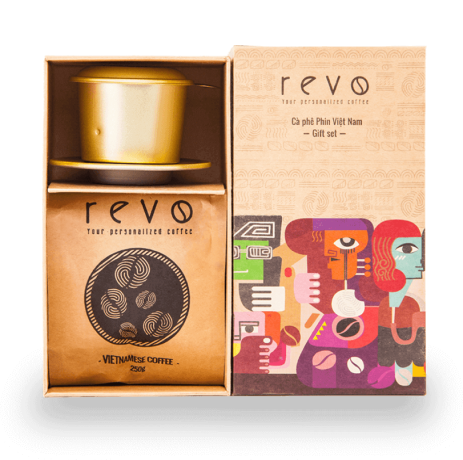 revo
Your personalized coffee
- VIETNAMESE COFFEE -
250g
revo
Your personalized coffee
Cà phê Phin Việt Nam
– Gift set –